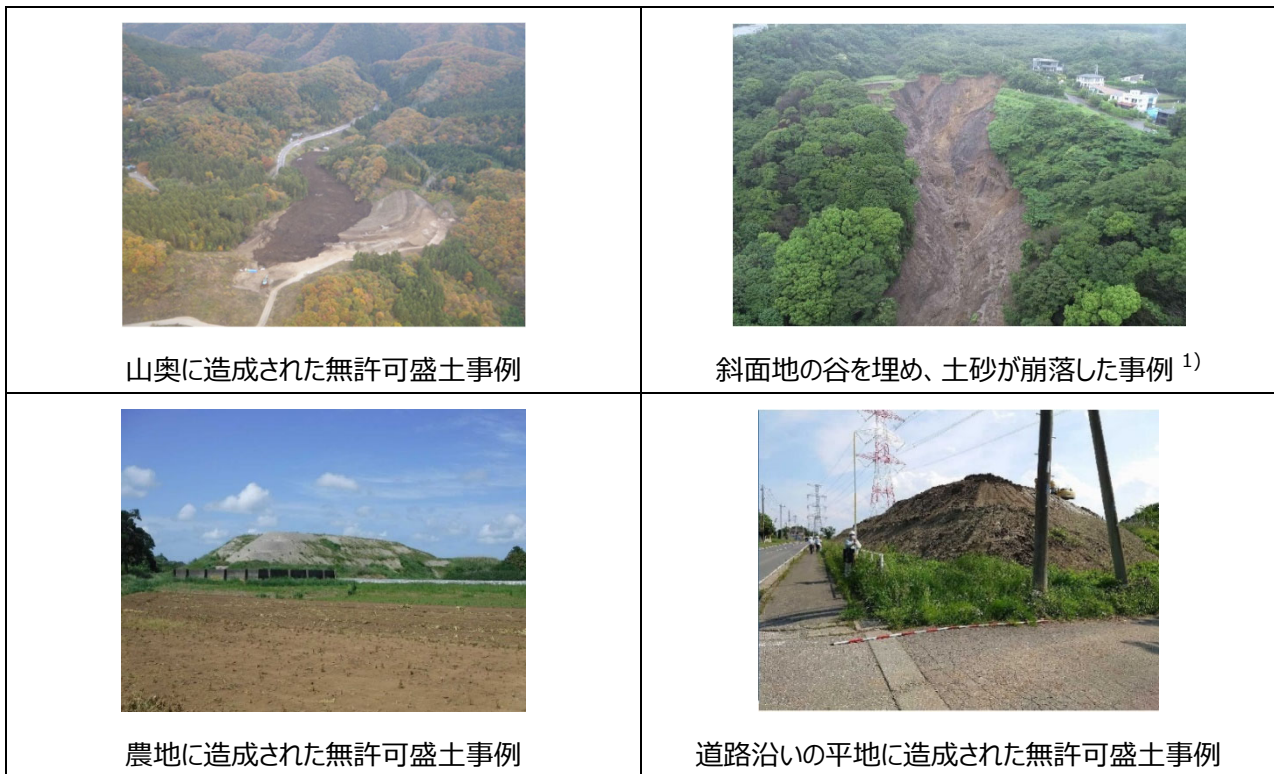 山奥に造成された無許可盛土事例
斜面地の谷を埋め、土砂が崩落した事例 1)
農地に造成された無許可盛土事例
道路沿いの平地に造成された無許可盛土事例